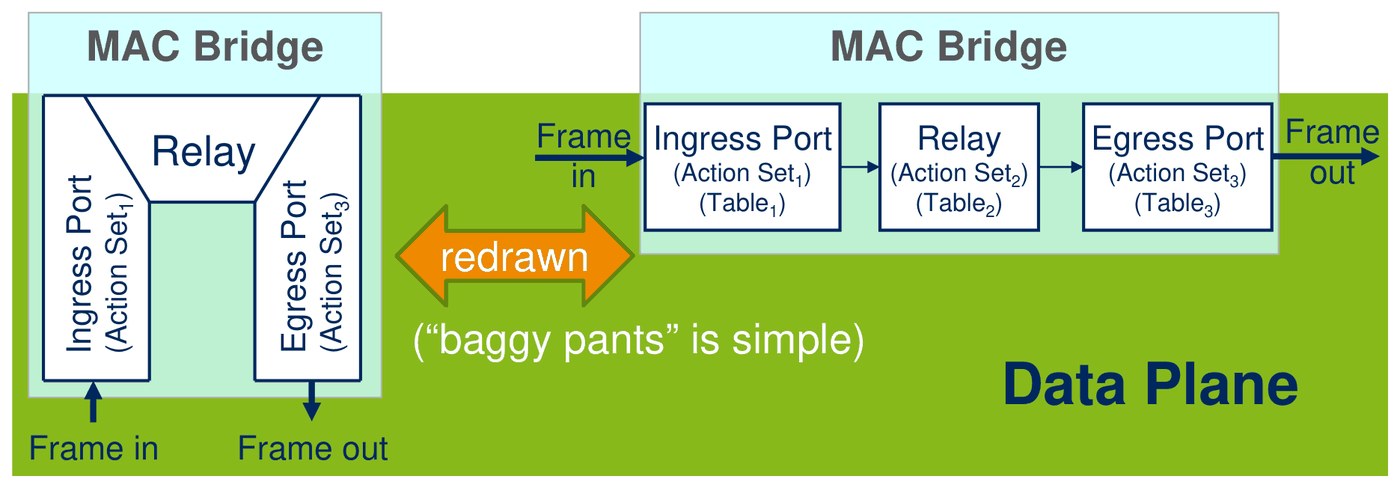 MAC Bridge
Relay
Ingress Port
(Action Set₁)
Egress Port
(Action Set₃)
Frame in
Frame out
redrawn
(“baggy pants” is simple)
MAC Bridge
Frame
in
Ingress Port
(Action Set₁)
(Table₁)
Relay
(Action Set₂)
(Table₂)
Egress Port
(Action Set₃)
(Table₃)
Frame
out
Data Plane